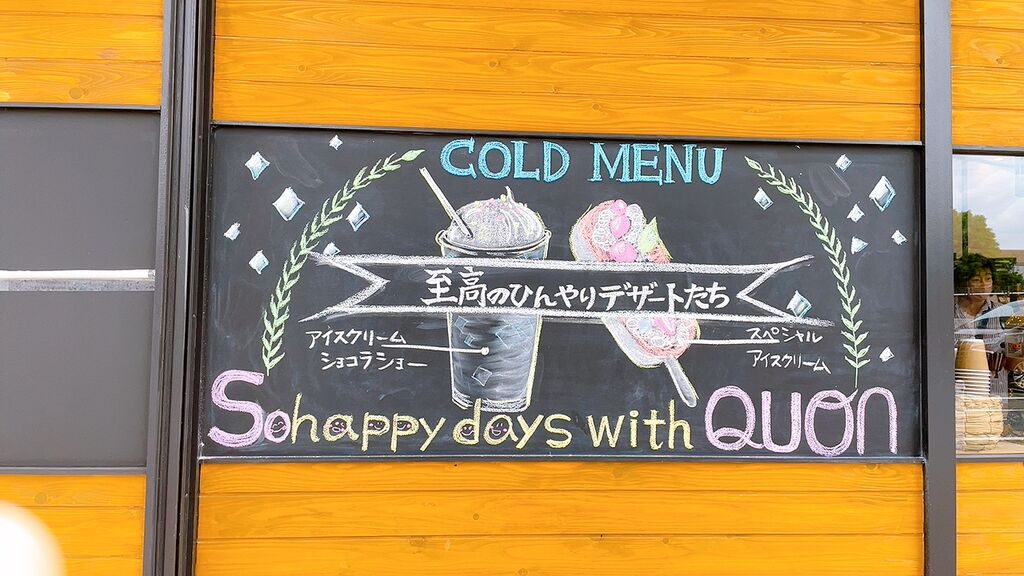 COLD MENU
至高のひんやりデザートたち
アイスクリーム
ショコラショー
スペシャル
アイスクリーム
So happy days with QUON